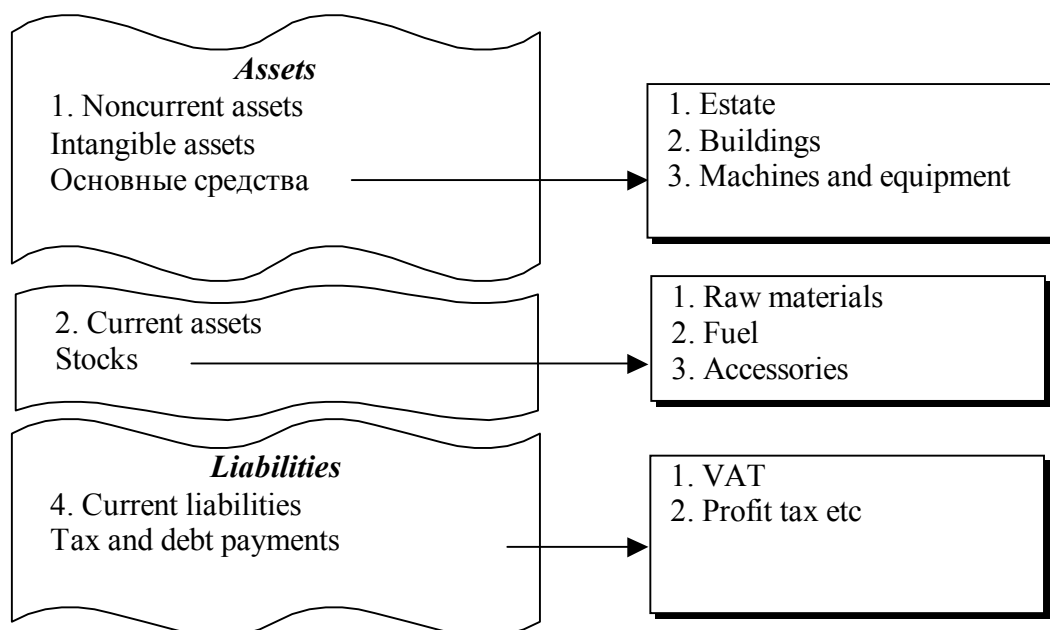 Assets
1. Noncurrent assets
Intangible assets
Основные средства
1. Estate
2. Buildings
3. Machines and equipment
2. Current assets
Stocks
1. Raw materials
2. Fuel
3. Accessories
Liabilities
4. Current liabilities
Tax and debt payments
1. VAT
2. Profit tax etc